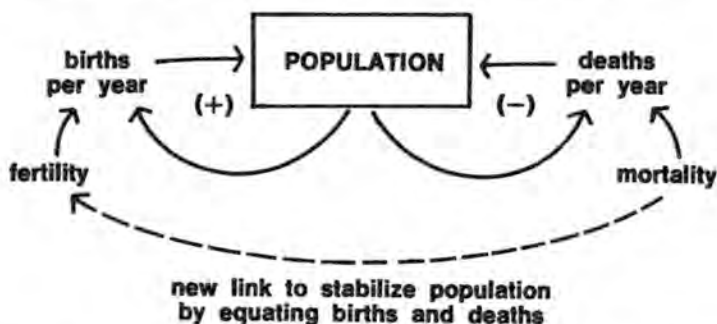 births
per year
POPULATION
deaths
per year
(+)
(−)
fertility
mortality
new link to stabilize population
by equating births and deaths